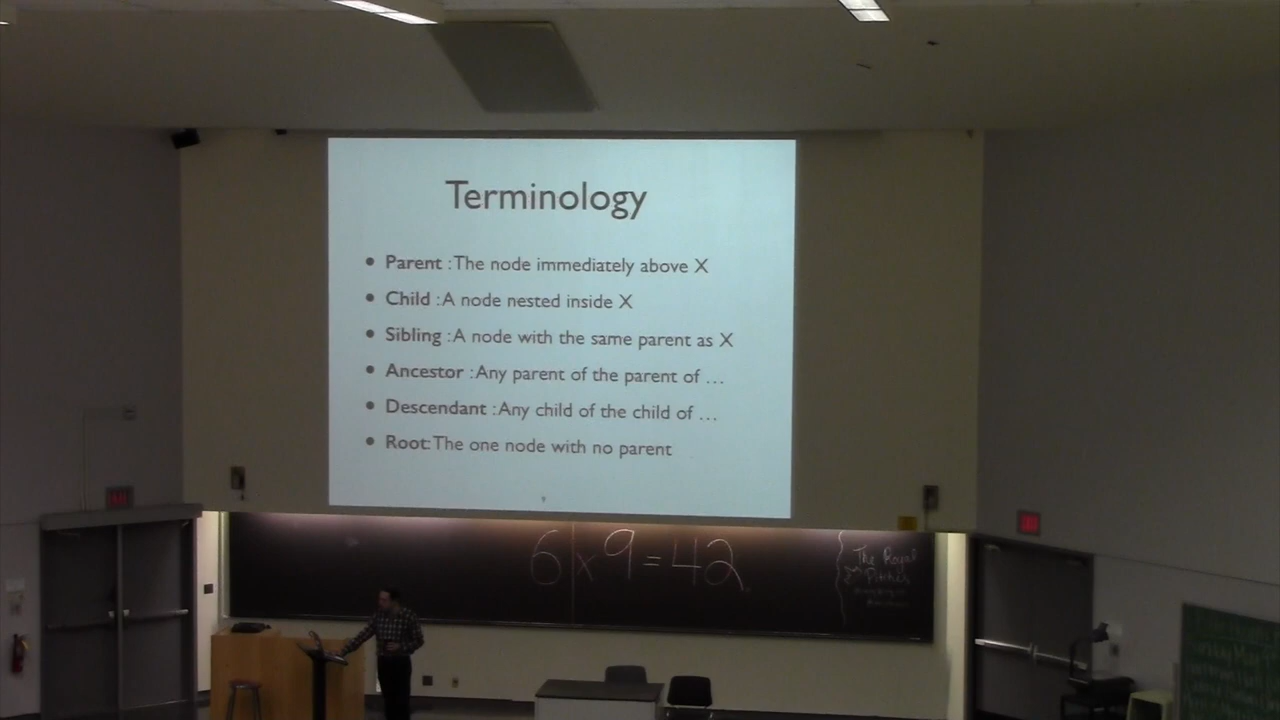 Terminology
• Parent : The node immediately above X
• Child : A node nested inside X
• Sibling : A node with the same parent as X
• Ancestor : Any parent of the parent of …
• Descendant : Any child of the child of …
• Root: The one node with no parent
6 x 9 = 42
The Royal